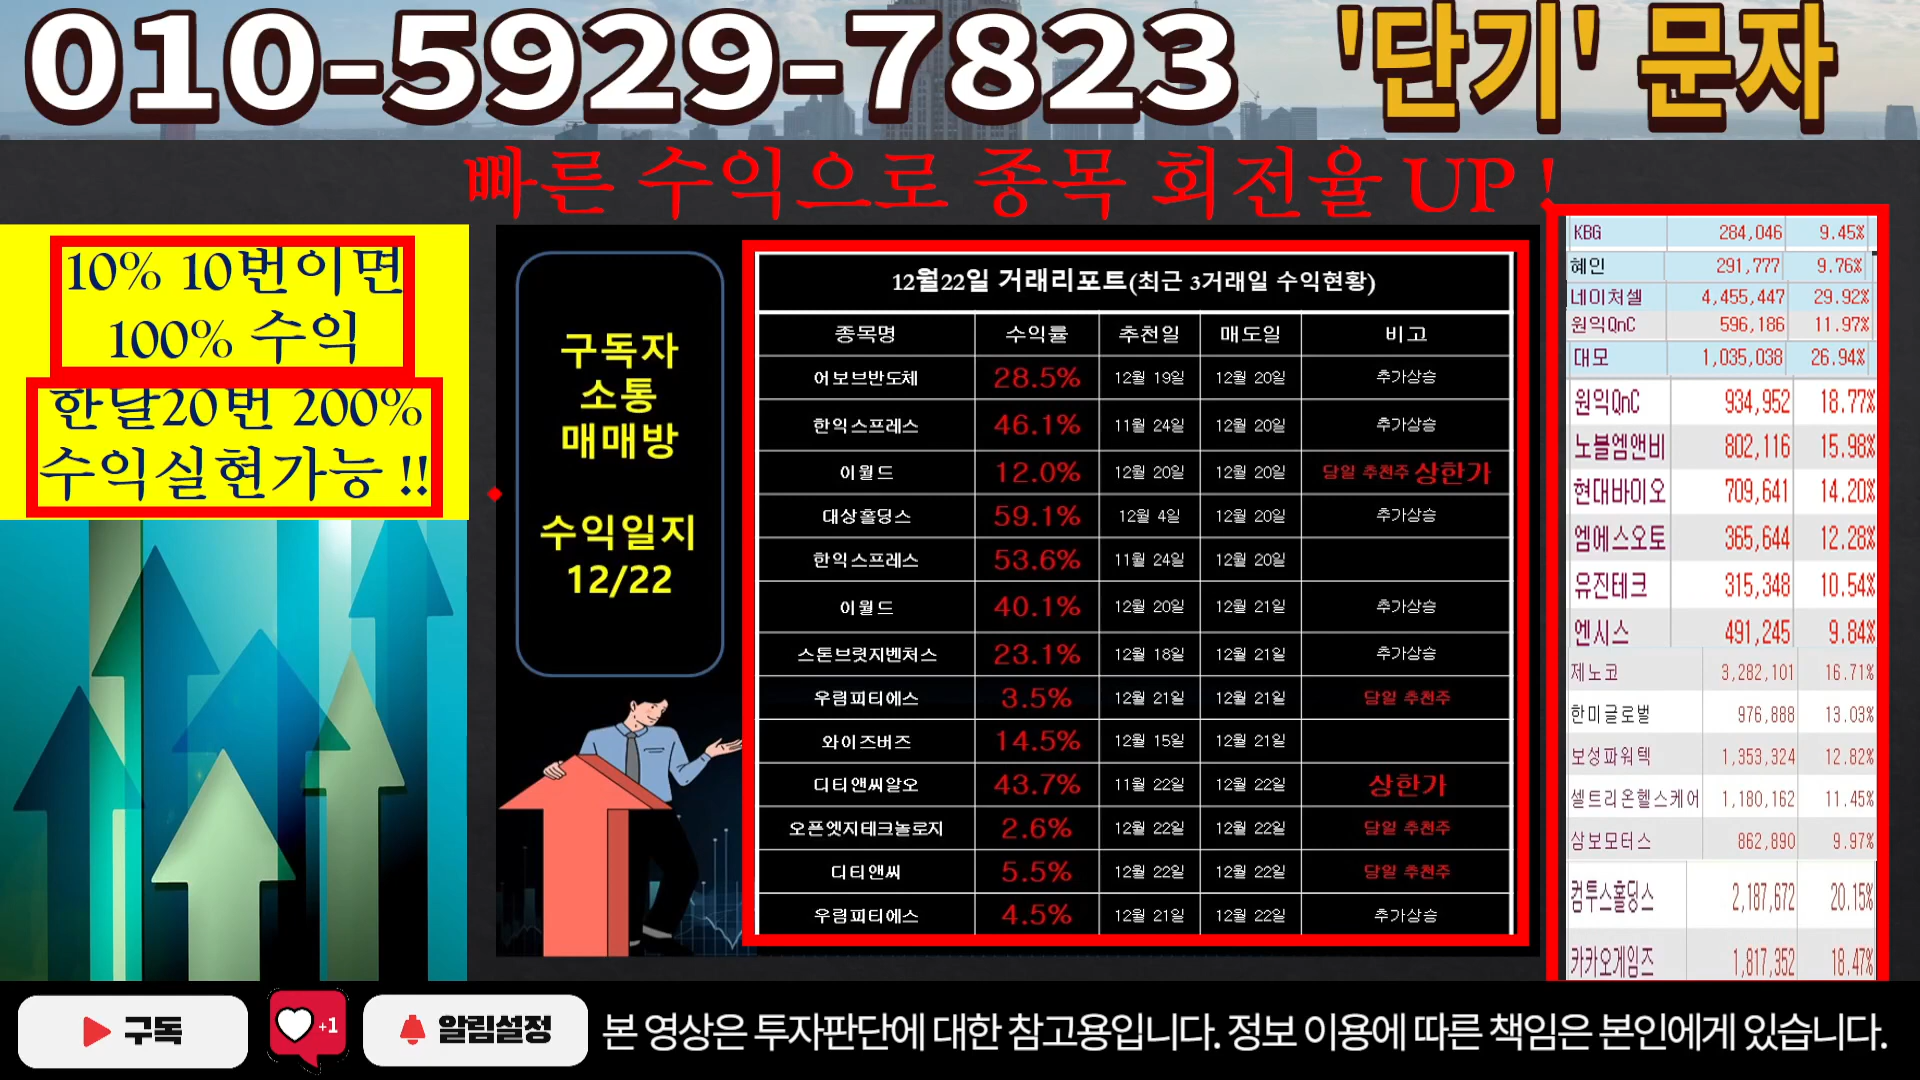 010-5929-7823 '단기' 문자
빠른 수익으로 종목 회전율 UP !
10% 10번이면
100% 수익
한달20번 200%
수익실현가능 !!
구독자
소통
매매방
수익일지
12/22
12월22일 거래리포트(최근 3거래일 수익현황)
종목명 수익률 추천일 매도일 비고
어보브반도체 28.5% 12월 19일 12월 20일 추가상승
한익스프레스 46.1% 11월 24일 12월 20일 추가상승
이월드 12.0% 12월 20일 12월 20일 당일 추천주 상한가
대상홀딩스 59.1% 12월 4일 12월 20일 추가상승
한익스프레스 53.6% 11월 24일 12월 20일
이월드 40.1% 12월 20일 12월 21일 추가상승
스톤브릿지벤처스 23.1% 12월 18일 12월 21일 추가상승
우림피티에스 3.5% 12월 21일 12월 21일 당일 추천주
와이즈버즈 14.5% 12월 15일 12월 21일
디티앤씨알오 43.7% 11월 22일 12월 22일 상한가
오픈엣지테크놀로지 2.6% 12월 22일 12월 22일 당일 추천주
디티앤씨 5.5% 12월 22일 12월 22일 당일 추천주
우림피티에스 4.5% 12월 21일 12월 22일 추가상승
KBG 284,046 9.45%
혜인 291,777 9.76%
네이처셀 4,455,447 29.92%
원익QnC 596,186 11.97%
대모 1,035,038 26.94%
원익QnC 934,952 18.77%
노블엠앤비 802,116 15.98%
현대바이오 709,641 14.20%
엠에스오토 365,644 12.28%
유진테크 315,348 10.54%
엔시스 491,245 9.84%
제노코 3,282,101 16.71%
한미글로벌 976,888 13.03%
보성파워텍 1,353,324 12.82%
셀트리온헬스케어 1,180,162 11.45%
상보모터스 862,890 9.97%
컴투스홀딩스 2,187,672 20.15%
카카오게임즈 1,817,352 18.47%
구독
+1
알림설정
본 영상은 투자판단에 대한 참고용입니다. 정보 이용에 따른 책임은 본인에게 있습니다.